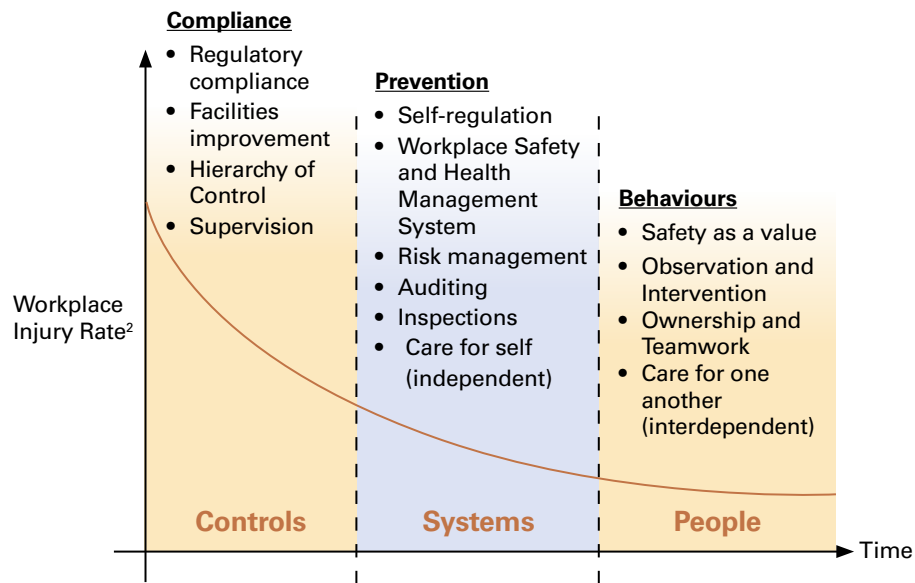 Compliance
• Regulatory
compliance
• Facilities
improvement
• Hierarchy of
Control
• Supervision
Prevention
• Self-regulation
• Workplace Safety
and Health
Management
System
• Risk management
• Auditing
• Inspections
• Care for self
(independent)
Behaviours
• Safety as a value
• Observation and
Intervention
• Ownership and
Teamwork
• Care for one
another
(interdependent)
Workplace
Injury Rate²
Controls
Systems
People
Time